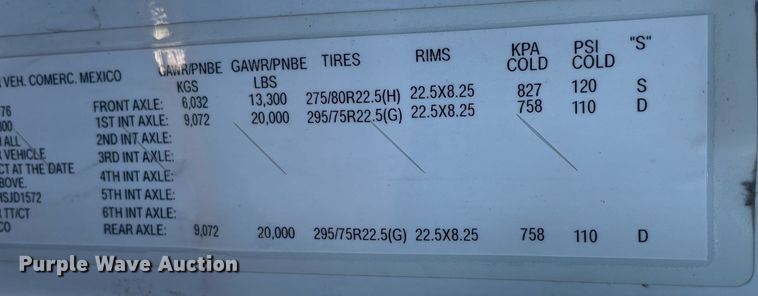 VEH. COMERC. MEXICO GAWR/PNBE GAWR/PNBE TIRES RIMS KPA PSI "S"
KGS LBS COLD COLD
76 FRONT AXLE: 6,032 13,300 275/80R22.5(H) 22.5X8.25 827 120 S
00 1ST INT AXLE: 9,072 20,000 295/75R22.5(G) 22.5X8.25 758 110 D
ALL 2ND INT AXLE:
VEHICLE 3RD INT AXLE:
CT AT THE DATE 4TH INT AXLE:
BOVE.
HSJD1572 5TH INT AXLE:
TT/CT 6TH INT AXLE:
CO REAR AXLE: 9,072 20,000 295/75R22.5(G) 22.5X8.25 758 110 D
Purple Wave Auction